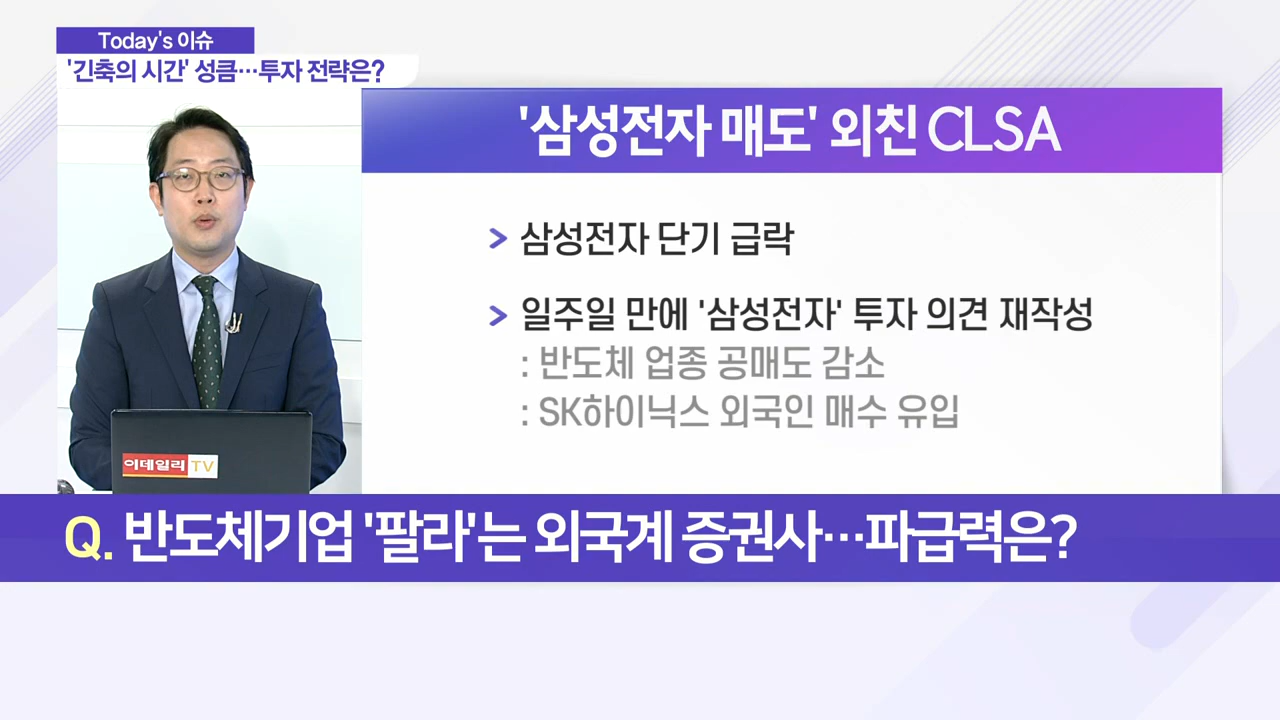 Today's 이슈
'긴축의 시간' 성큼…투자 전략은?
'삼성전자 매도' 외친 CLSA
> 삼성전자 단기 급락
> 일주일 만에 '삼성전자' 투자 의견 재작성
: 반도체 업종 공매도 감소
: SK하이닉스 외국인 매수 유입
이데일리 TV
Q. 반도체기업 '팔라'는 외국계 증권사…파급력은?